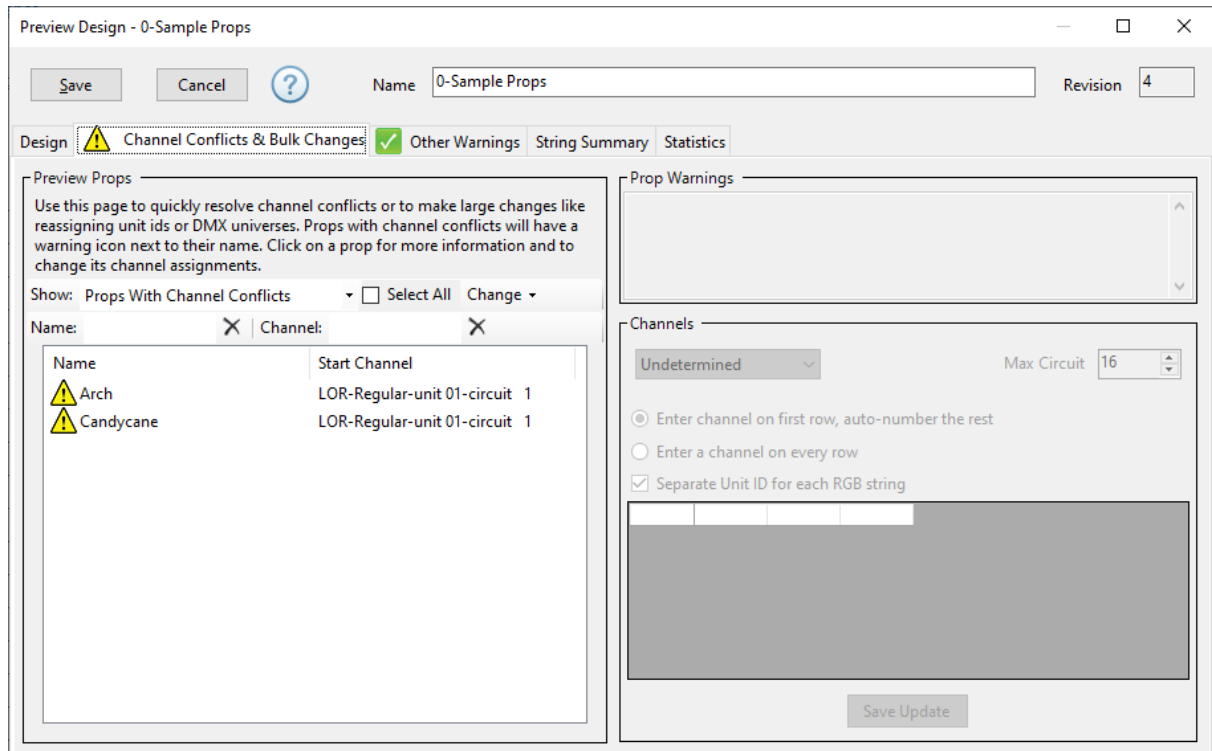 Preview Design - 0-Sample Props
Save Cancel ? Name 0-Sample Props Revision 4
Design Channel Conflicts & Bulk Changes Other Warnings String Summary Statistics
Preview Props
Use this page to quickly resolve channel conflicts or to make large changes like
reassigning unit ids or DMX universes. Props with channel conflicts will have a
warning icon next to their name. Click on a prop for more information and to
change its channel assignments.
Show: Props With Channel Conflicts Select All Change
Name: Channel:
Name Start Channel
Arch LOR-Regular-unit 01-circuit 1
Candycane LOR-Regular-unit 01-circuit 1
Prop Warnings
Channels
Undetermined Max Circuit 16
Enter channel on first row, auto-number the rest
Enter a channel on every row
Separate Unit ID for each RGB string
Save Update